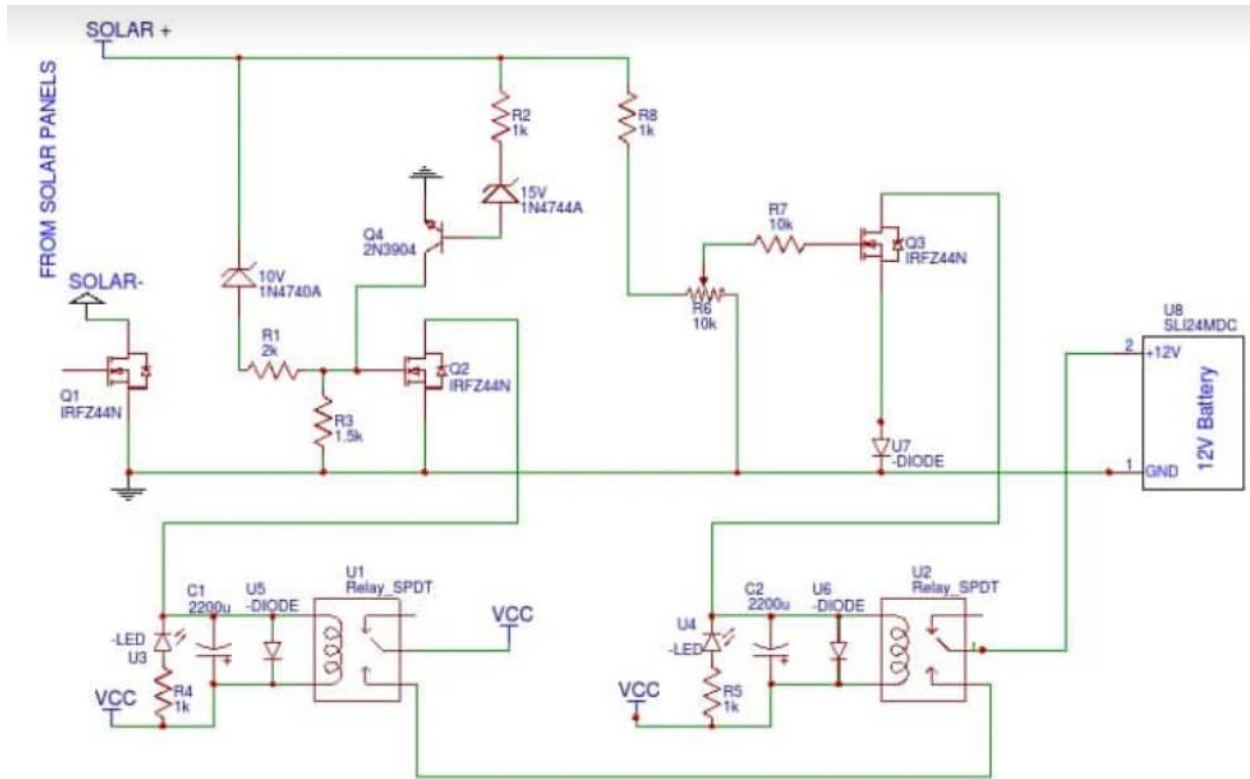 SOLAR +
FROM SOLAR PANELS
R2
1k
R8
1k
15V
1N4744A
Q4
2N3904
R7
10k
Q3
IRFZ44N
10V
1N4740A
SOLAR-
R6
10k
U8
SLI24MDC
R1
2k
2
+12V
Q2
IRFZ44N
Q1
IRFZ44N
R3
1.5k
12V Battery
U7
-DIODE
1
GND
C1
2200u
U5
-DIODE
U1
Relay_SPDT
VCC
-LED
U3
R4
1k
VCC
C2
2200u
U6
-DIODE
U2
Relay_SPDT
U4
-LED
1
R5
1k
VCC